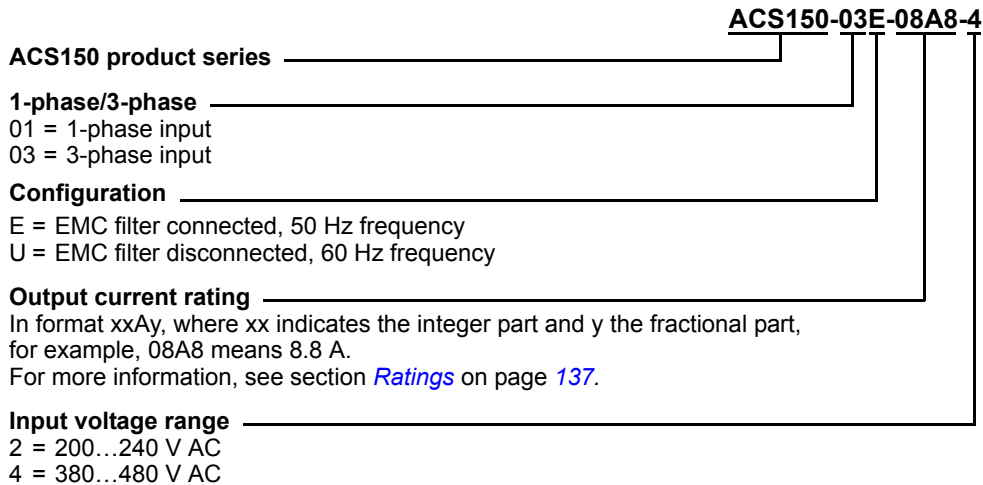 ACS150-03E-08A8-4
ACS150 product series
1-phase/3-phase
01 = 1-phase input
03 = 3-phase input
Configuration
E = EMC filter connected, 50 Hz frequency
U = EMC filter disconnected, 60 Hz frequency
Output current rating
In format xxAy, where xx indicates the integer part and y the fractional part,
for example, 08A8 means 8.8 A.
For more information, see section Ratings on page 137.
Input voltage range
2 = 200…240 V AC
4 = 380…480 V AC